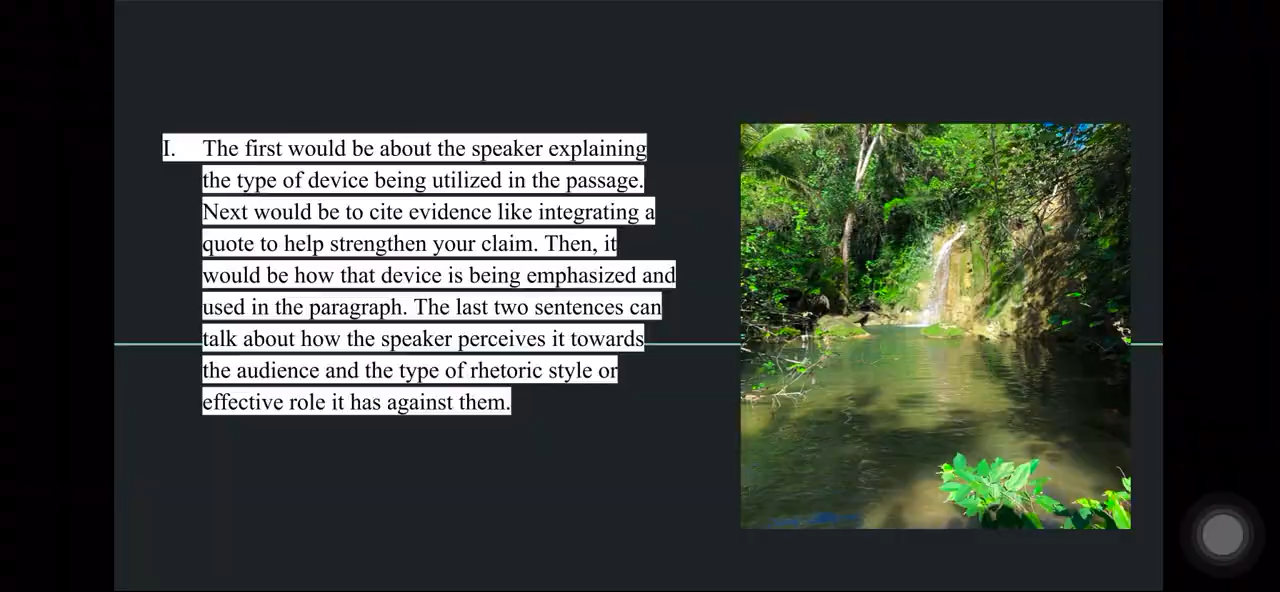 I. The first would be about the speaker explaining
the type of device being utilized in the passage.
Next would be to cite evidence like integrating a
quote to help strengthen your claim. Then, it
would be how that device is being emphasized and
used in the paragraph. The last two sentences can
talk about how the speaker perceives it towards
the audience and the type of rhetoric style or
effective role it has against them.